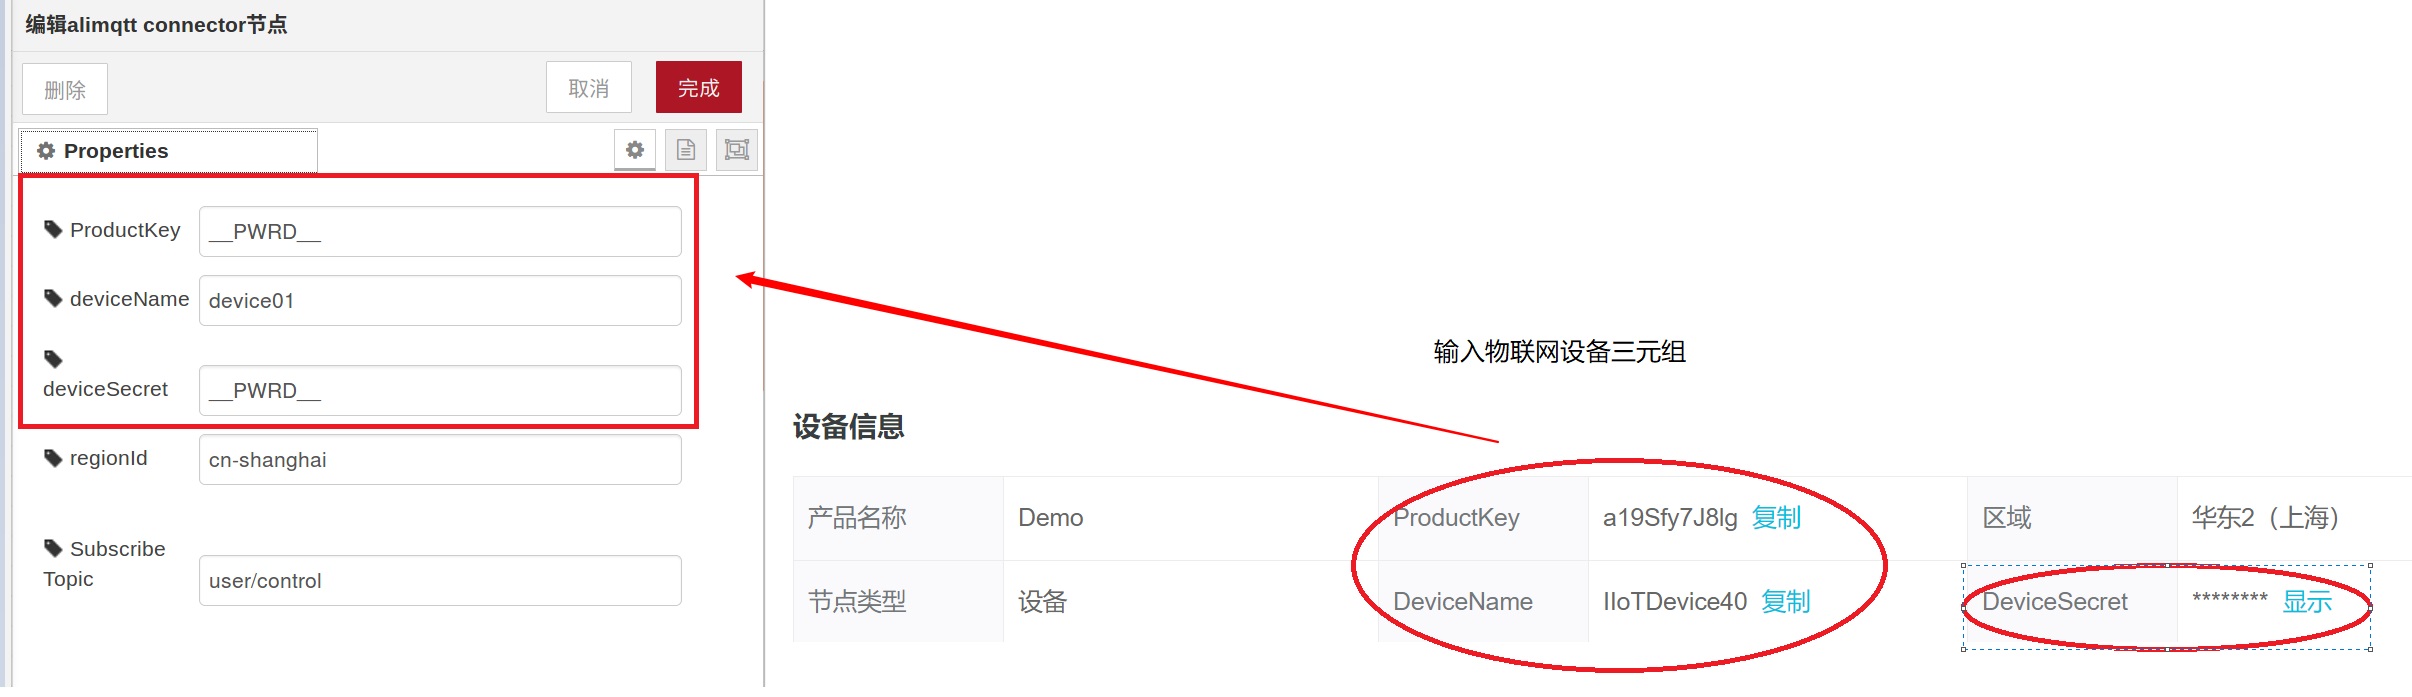 编辑alimqtt connector节点
删除
取消
完成
Properties
ProductKey
__PWRD__
deviceName
device01
deviceSecret
__PWRD__
regionId
cn-shanghai
Subscribe
Topic
user/control
输入物联网设备三元组
设备信息
产品名称 Demo ProductKey a19Sfy7J8lg 复制 区域 华东2（上海）
节点类型 设备 DeviceName IIoTDevice40 复制 DeviceSecret ******** 显示